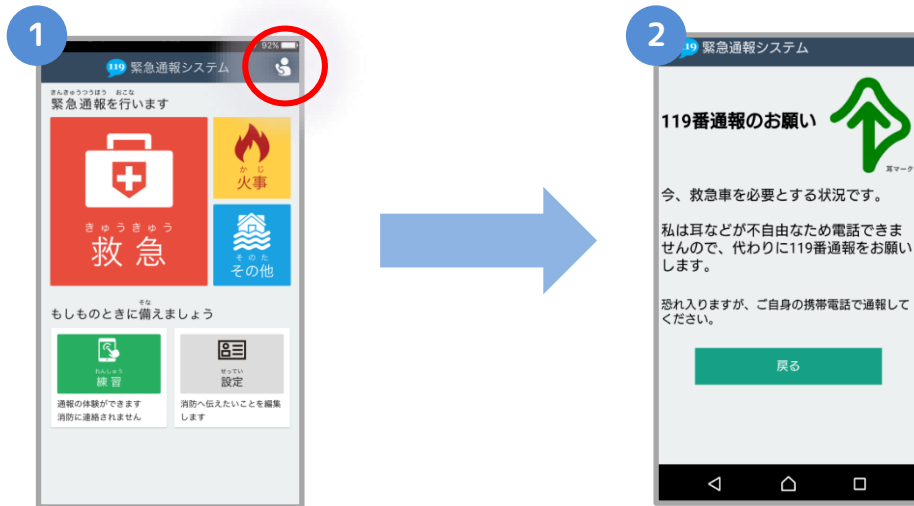 1
92%
119 緊急通報システム
きんきゅうつうほう おこな
緊急通報を行います
きゅうきゅう
救急
かじ
火事
そのた
その他
そな
もしものときに備えましょう
れんしゅう
練習
通報の体験ができます
消防に連絡されません
せってい
設定
消防へ伝えたいことを編集
します
2
119 緊急通報システム
119番通報のお願い
耳マーク
今、救急車を必要とする状況です。
私は耳などが不自由なため電話できま
せんので、代わりに119番通報をお願い
します。
恐れ入りますが、ご自身の携帯電話で通報して
ください。
戻る